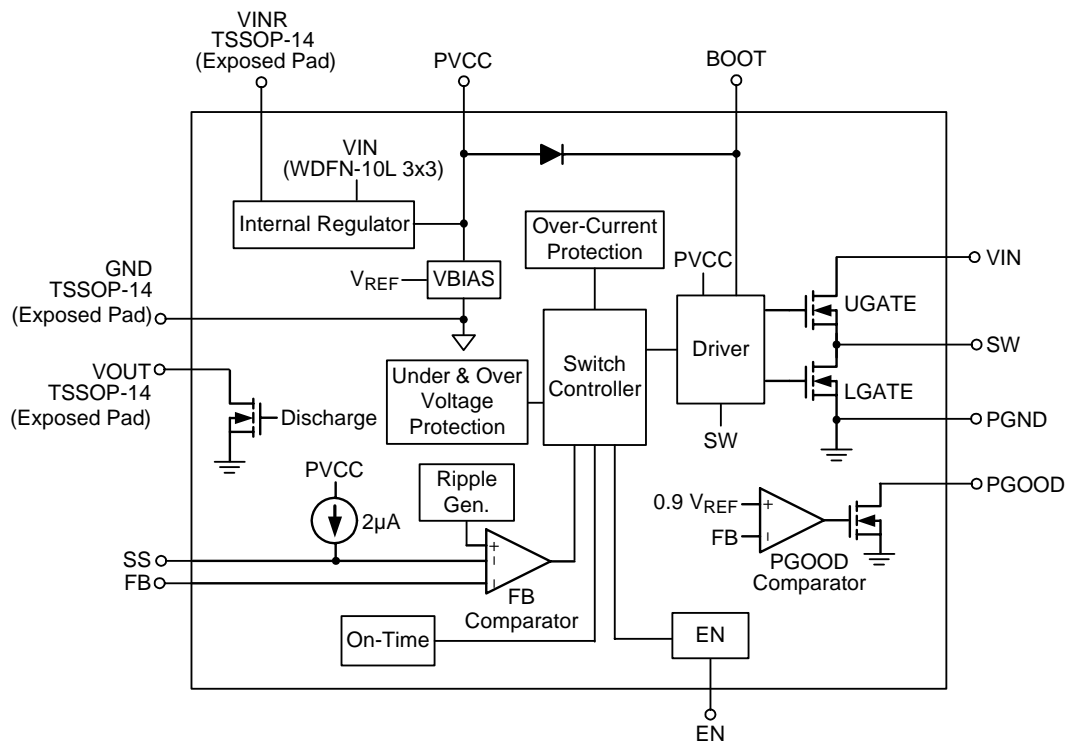 VINR
TSSOP-14
(Exposed Pad)
PVCC
BOOT
VIN
(WDFN-10L 3x3)
Internal Regulator
Over-Current
Protection
GND
TSSOP-14
(Exposed Pad)
VREF
VBIAS
PVCC
VIN
UGATE
Driver
SW
Switch
Controller
VOUT
TSSOP-14
(Exposed Pad)
Discharge
Under & Over
Voltage
Protection
LGATE
SW
PGND
PVCC
2µA
Ripple
Gen.
0.9 VREF
+
FB
-
PGOOD
PGOOD
Comparator
SS
FB
+
-
-
FB
Comparator
On-Time
EN
EN